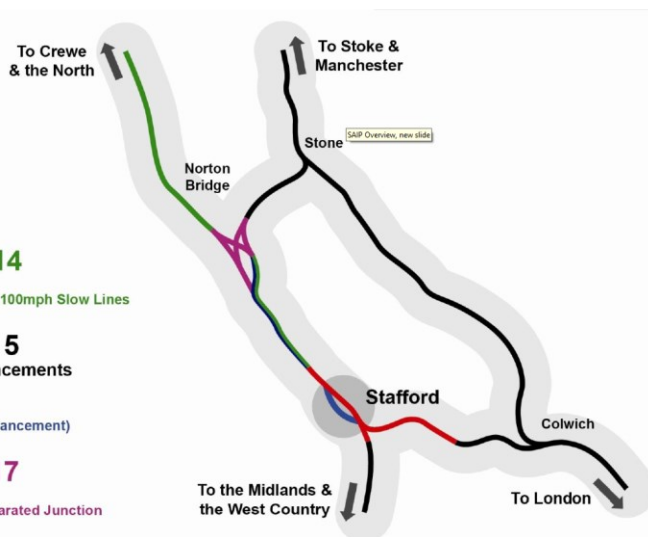 To Crewe
& the North
To Stoke &
Manchester
Stone
SAIP Overview, new slide
Norton
Bridge
14
100mph Slow Lines
5
ncements
Stafford
ancement)
Colwich
7
To the Midlands &
the West Country
To London
arated Junction